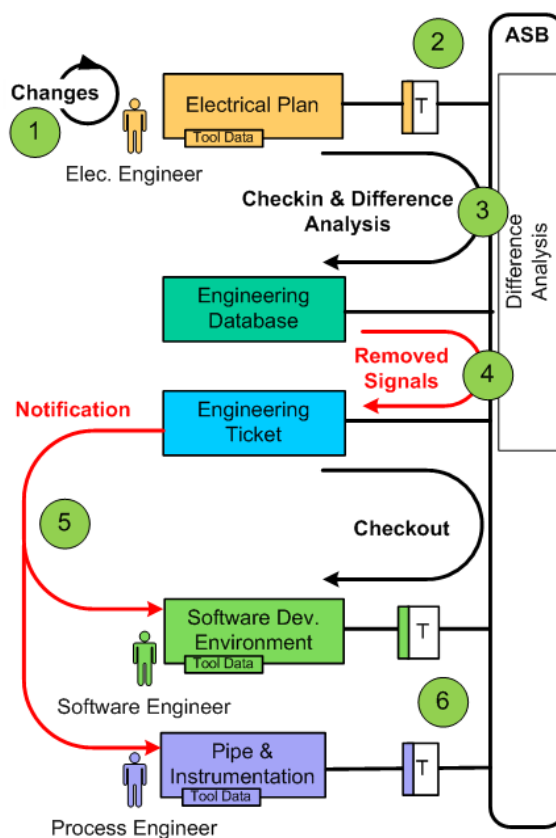 2
ASB
Changes
1
Electrical Plan
T
Tool Data
Elec. Engineer
Checkin & Difference
Analysis
3
Difference
Analysis
Engineering
Database
Removed
Signals
4
Notification
Engineering
Ticket
5
Checkout
Software Dev.
Environment
T
Tool Data
Software Engineer
6
Pipe &
Instrumentation
T
Tool Data
Process Engineer